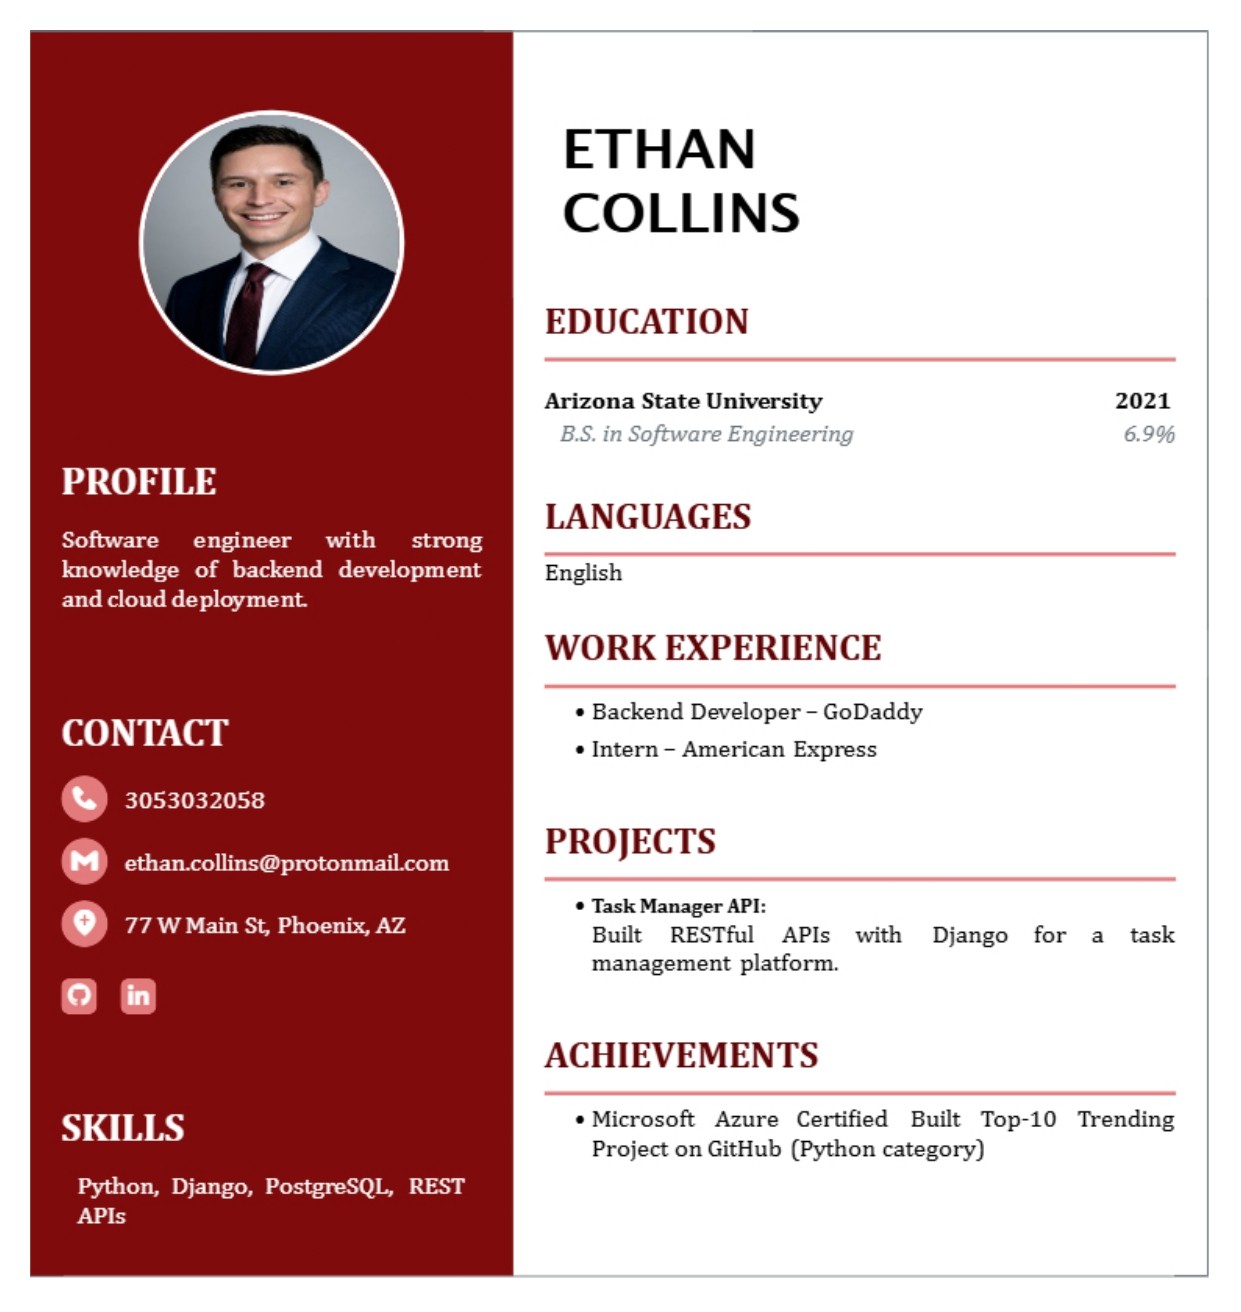 ETHAN
COLLINS
PROFILE
Software engineer with strong
knowledge of backend development
and cloud deployment.
CONTACT
3053032058
ethan.collins@protonmail.com
77 W Main St, Phoenix, AZ
in
SKILLS
Python, Django, PostgreSQL, REST
APIs
EDUCATION
Arizona State University 2021
B.S. in Software Engineering 6.9%
LANGUAGES
English
WORK EXPERIENCE
• Backend Developer – GoDaddy
• Intern – American Express
PROJECTS
• Task Manager API:
Built RESTful APIs with Django for a task
management platform.
ACHIEVEMENTS
• Microsoft Azure Certified Built Top-10 Trending
Project on GitHub (Python category)